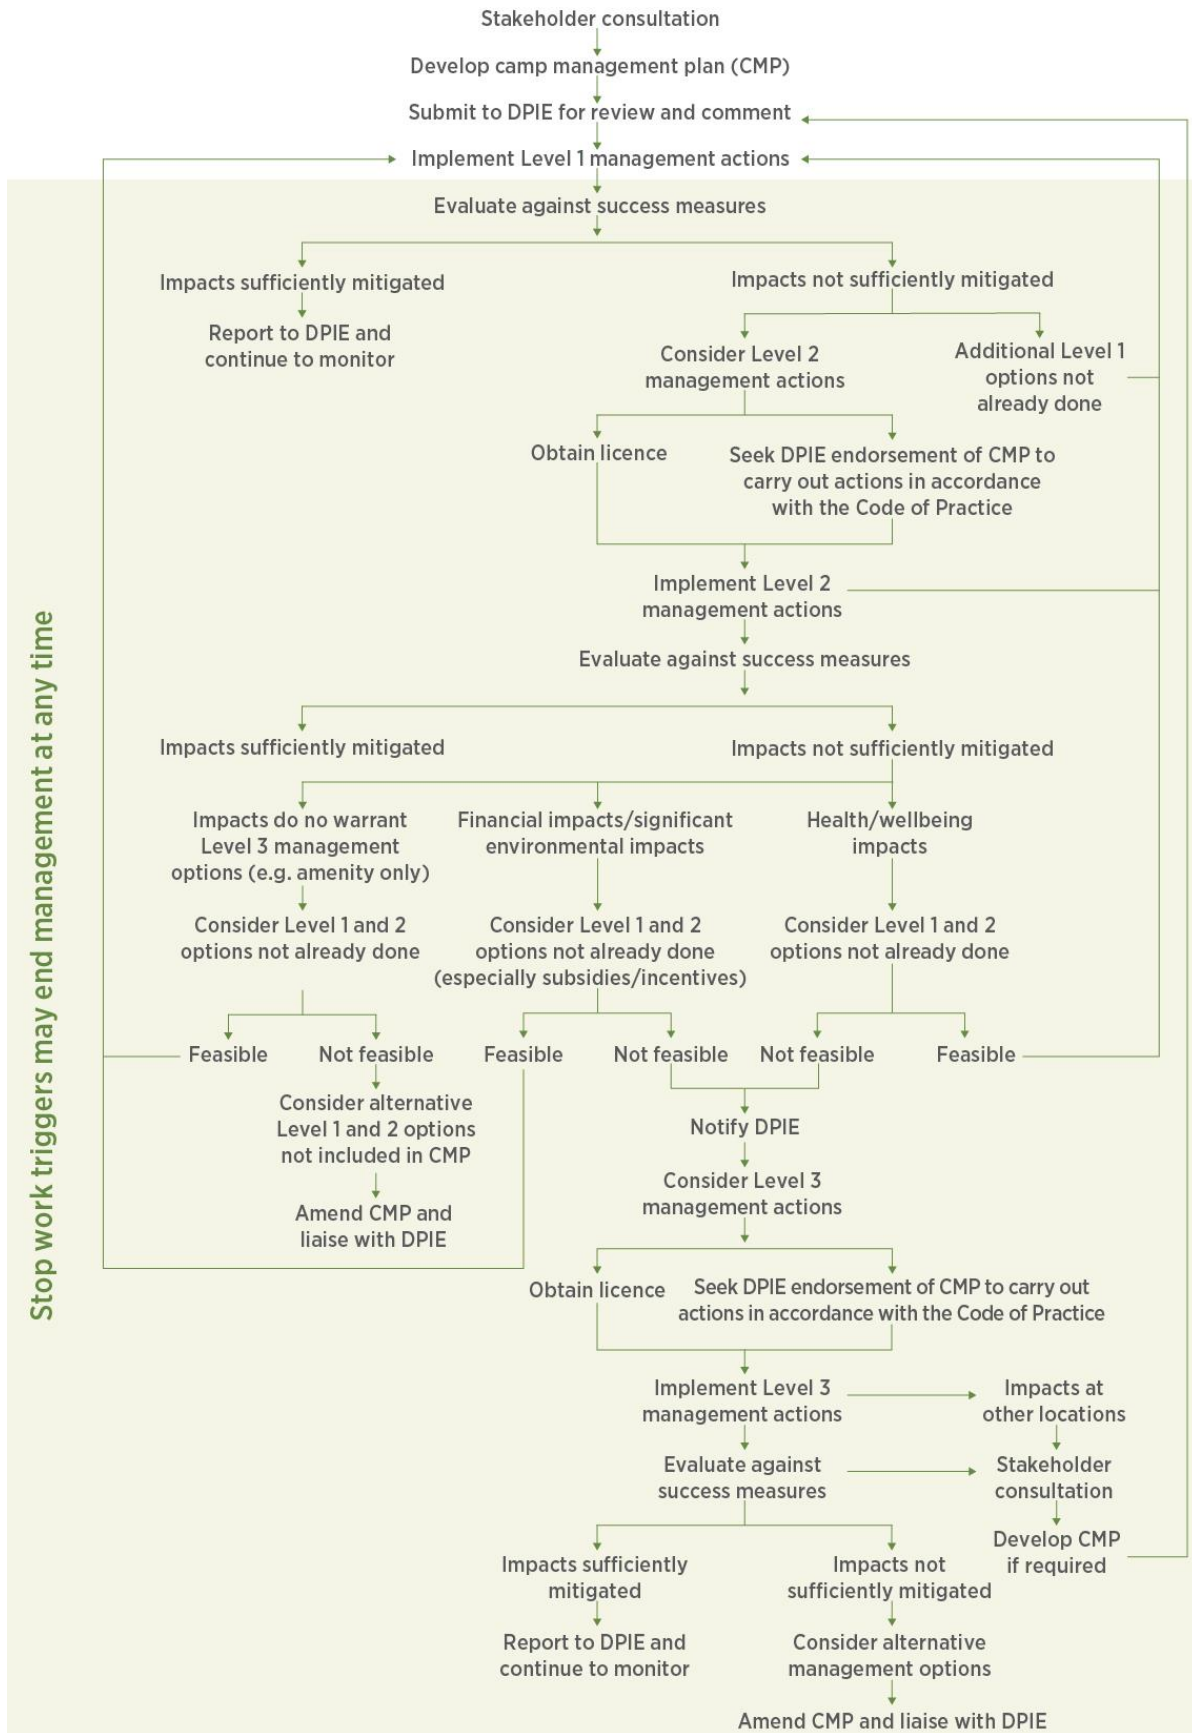 Stakeholder consultation
Develop camp management plan (CMP)
Submit to DPIE for review and comment
Implement Level 1 management actions
Evaluate against success measures
Impacts sufficiently mitigated
Report to DPIE and
continue to monitor
Impacts not sufficiently mitigated
Consider Level 2
management actions
Additional Level 1
options not
already done
Obtain licence
Seek DPIE endorsement of CMP to
carry out actions in accordance
with the Code of Practice
Implement Level 2
management actions
Evaluate against success measures
Impacts sufficiently mitigated
Impacts not sufficiently mitigated
Impacts do no warrant
Level 3 management
options (e.g. amenity only)
Financial impacts/significant
environmental impacts
Health/wellbeing
impacts
Consider Level 1 and 2
options not already done
Consider Level 1 and 2
options not already done
(especially subsidies/incentives)
Consider Level 1 and 2
options not already done
Feasible
Not feasible
Feasible
Not feasible
Not feasible
Feasible
Consider alternative
Level 1 and 2 options
not included in CMP
Amend CMP and
liaise with DPIE
Notify DPIE
Consider Level 3
management actions
Obtain licence
Seek DPIE endorsement of CMP to carry out
actions in accordance with the Code of Practice
Implement Level 3
management actions
Impacts at
other locations
Evaluate against
success measures
Stakeholder
consultation
Develop CMP
if required
Impacts sufficiently
mitigated
Impacts not
sufficiently mitigated
Report to DPIE and
continue to monitor
Consider alternative
management options
Amend CMP and liaise with DPIE
Stop work triggers may end management at any time